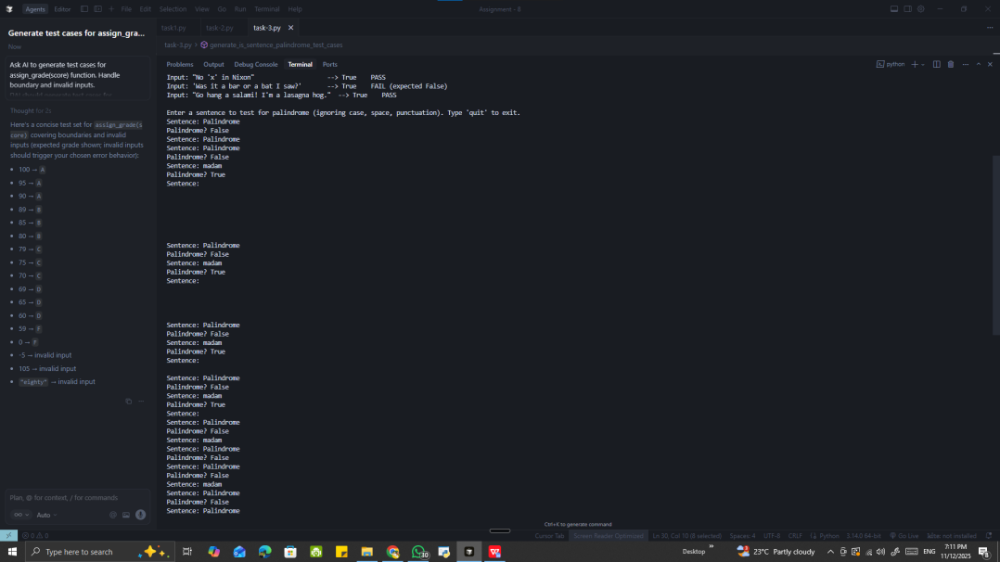 Agents Editor File Edit Selection View Go Run Terminal Help
Assignment - 8
Generate test cases for assign_gra...
Now
Ask AI to generate test cases for
assign_grade(score) function. Handle
boundary and invalid inputs.
Thought for 2s
Here's a concise test set for assign_grade(s
core) covering boundaries and invalid
inputs (expected grade shown; invalid inputs
should trigger your chosen error behavior):
100 → A
95 → A
90 → A
89 → B
85 → B
80 → B
79 → C
75 → C
70 → C
69 → D
65 → D
60 → D
59 → F
0 → F
-5 → invalid input
105 → invalid input
"eighty" → invalid input
Plan, @ for context, / for commands
Auto
task1.py task-2.py task-3.py
task-3.py > generate_is_sentence_palindrome_test_cases
Problems Output Debug Console Terminal Ports
python
Input: "No 'x' in Nixon" --> True PASS
Input: 'Was it a bar or a bat I saw?' --> True FAIL (expected False)
Input: "Go hang a salami! I'm a lasagna hog." --> True PASS
Enter a sentence to test for palindrome (ignoring case, space, punctuation). Type 'quit' to exit.
Sentence: Palindrome
Palindrome? False
Sentence: Palindrome
Sentence: Palindrome
Palindrome? False
Sentence: madam
Palindrome? True
Sentence:
Sentence: Palindrome
Palindrome? False
Sentence: madam
Palindrome? True
Sentence:
Sentence: Palindrome
Palindrome? False
Sentence: madam
Palindrome? True
Sentence:
Sentence: Palindrome
Palindrome? False
Sentence: madam
Palindrome? True
Sentence:
Sentence: Palindrome
Palindrome? False
Sentence: madam
Sentence: Palindrome
Palindrome? False
Sentence: Palindrome
Palindrome? False
Sentence: madam
Sentence: Palindrome
Palindrome? False
Sentence: Palindrome
Ctrl+K to generate command
0 0 Cursor Tab Screen Reader Optimized Ln 30, Col 10 (8 selected) Spaces: 4 UTF-8 CRLF Python 3.14.0 64-bit Go Live
Type here to search
30
Desktop
23°C Partly cloudy
ENG
7:11 PM
11/12/2025
8